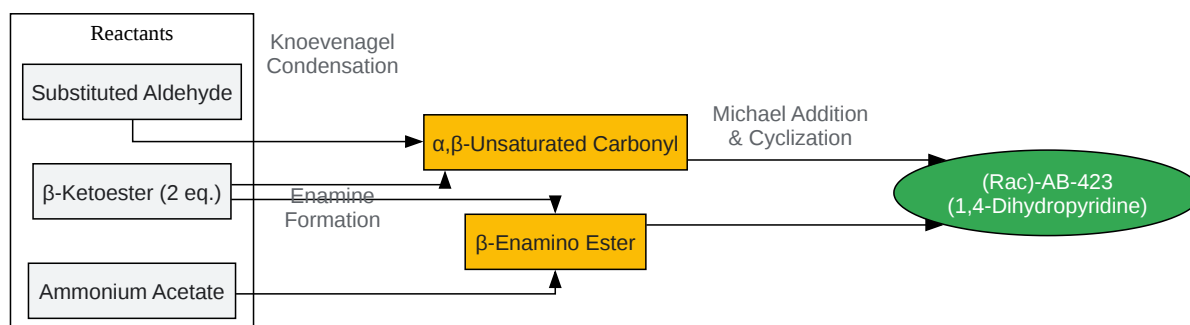 Reactants
Knoevenagel
Condensation
Substituted Aldehyde
Michael Addition
& Cyclization
α,β-Unsaturated Carbonyl
β-Ketoester (2 eq.)
Enamine
Formation
(Rac)-AB-423
(1,4-Dihydropyridine)
β-Enamino Ester
Ammonium Acetate